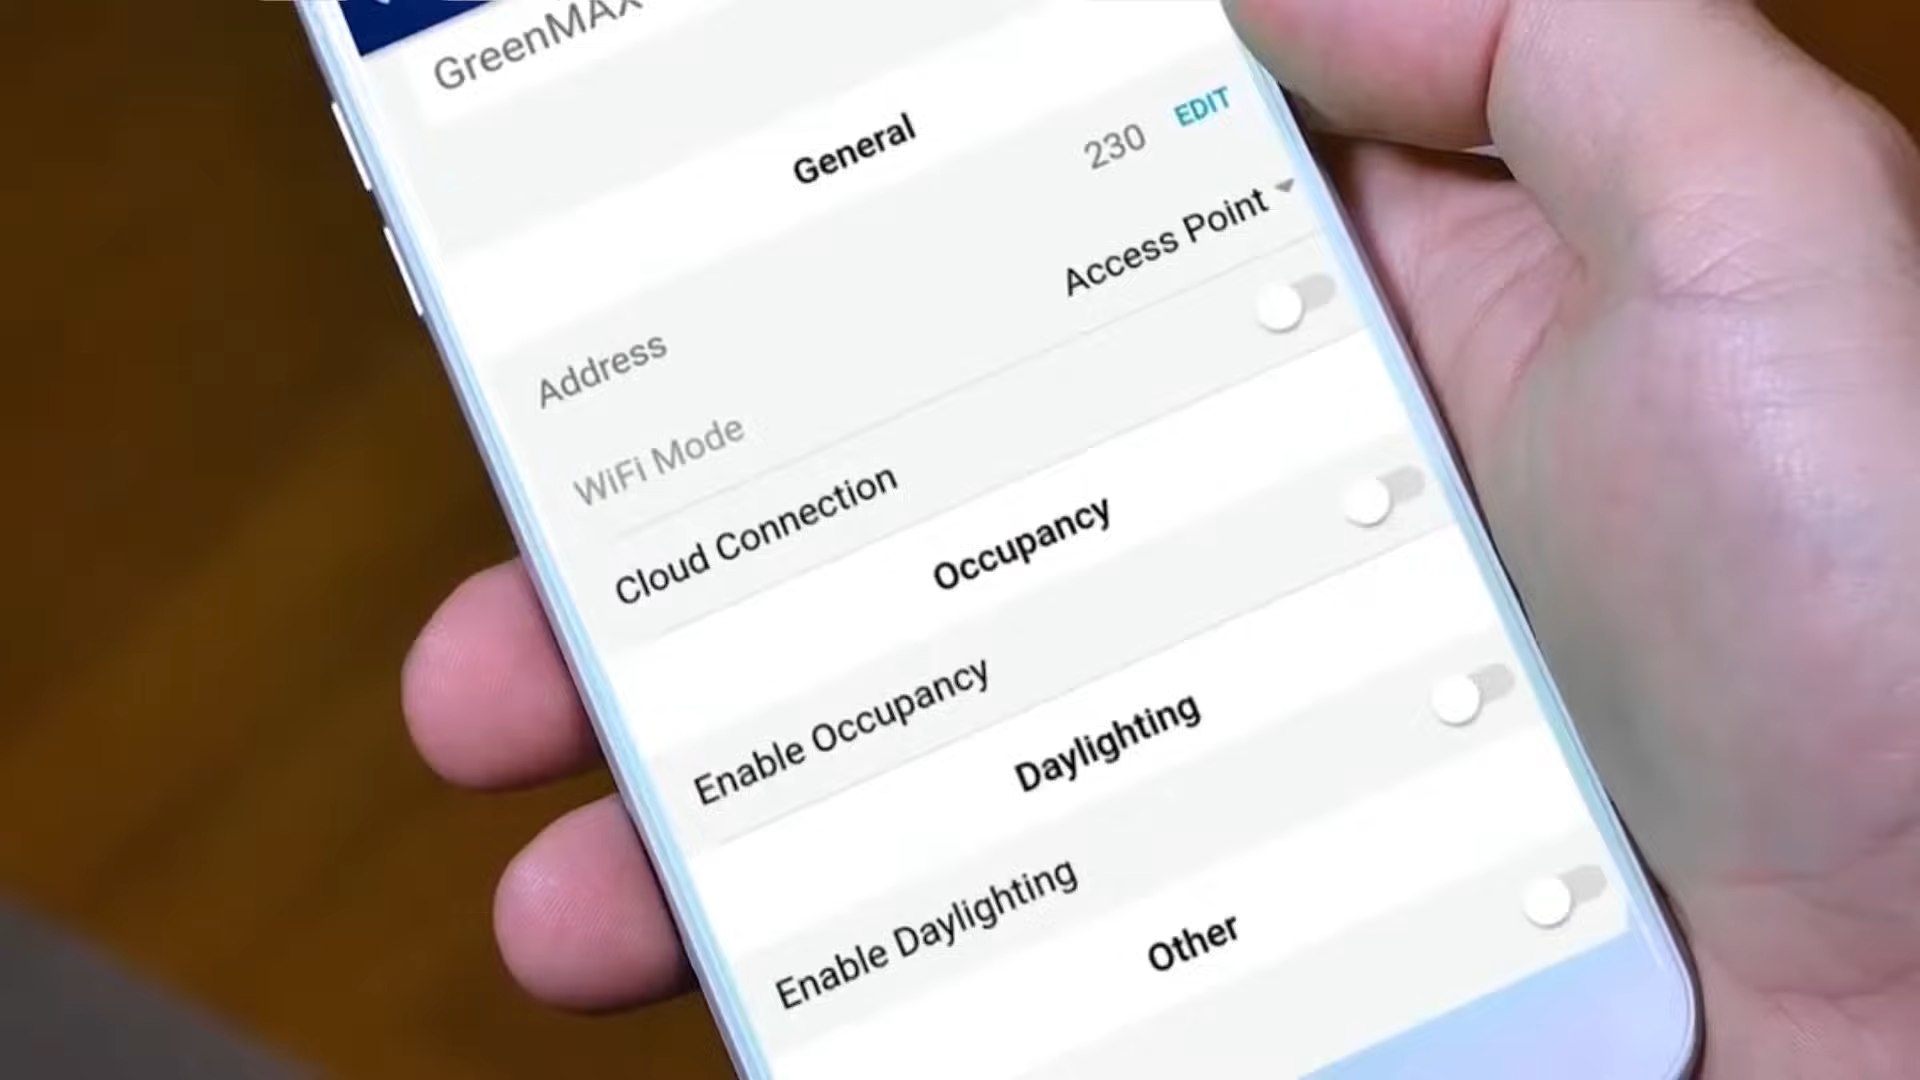 GreenMAX
General
Address 230 EDIT
WiFi Mode Access Point
Cloud Connection
Occupancy
Enable Occupancy
Daylighting
Enable Daylighting
Other